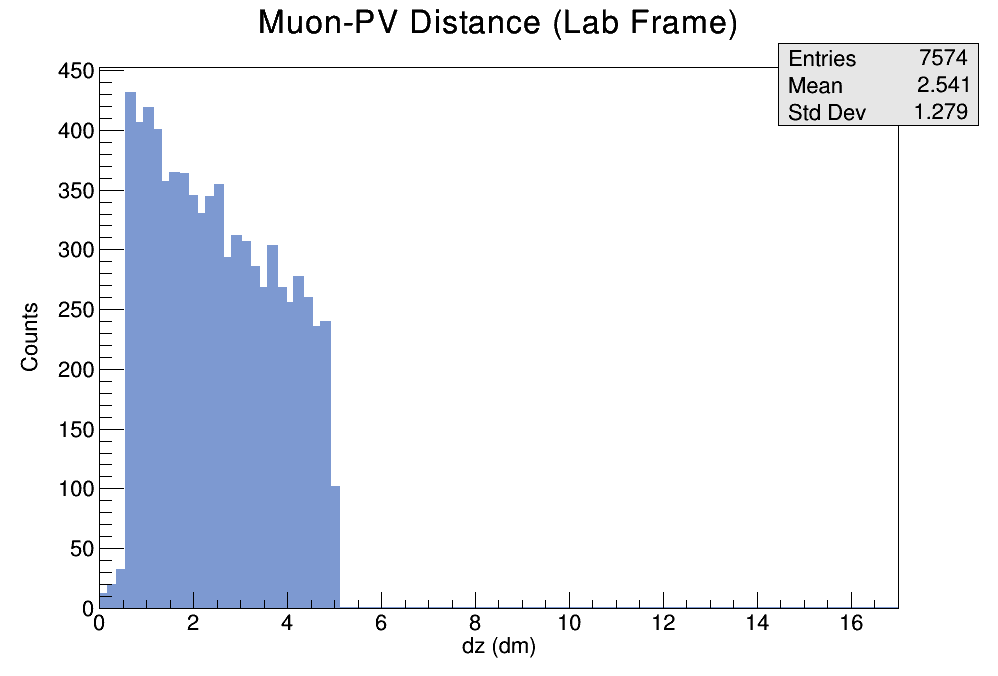 Muon-PV Distance (Lab Frame)
Entries 7574
Mean 2.541
Std Dev 1.279
450
400
350
300
250
200
150
100
50
0
Counts
0 2 4 6 8 10 12 14 16
dz (dm)